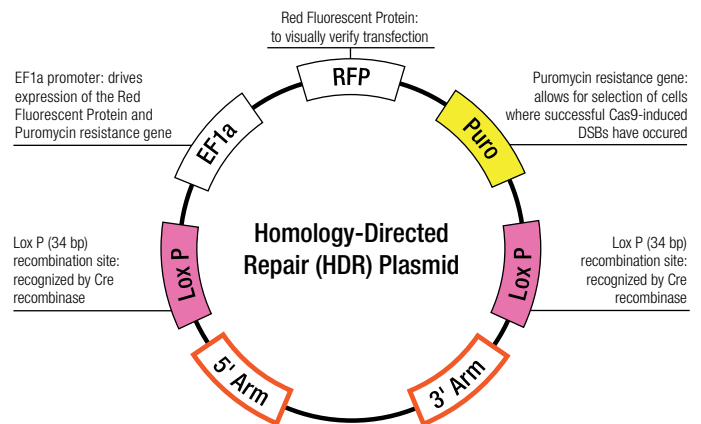 Red Fluorescent Protein:
to visually verify transfection
RFP
EF1a promoter: drives
expression of the Red
Fluorescent Protein and
Puromycin resistance gene
EF1a
Puromycin resistance gene:
allows for selection of cells
where successful Cas9-induced
DSBs have occured
Puro
Homology-Directed
Repair (HDR) Plasmid
Lox P (34 bp)
recombination site:
recognized by Cre
recombinase
Lox P
Lox P
Lox P (34 bp)
recombination site:
recognized by Cre
recombinase
5' Arm
3' Arm